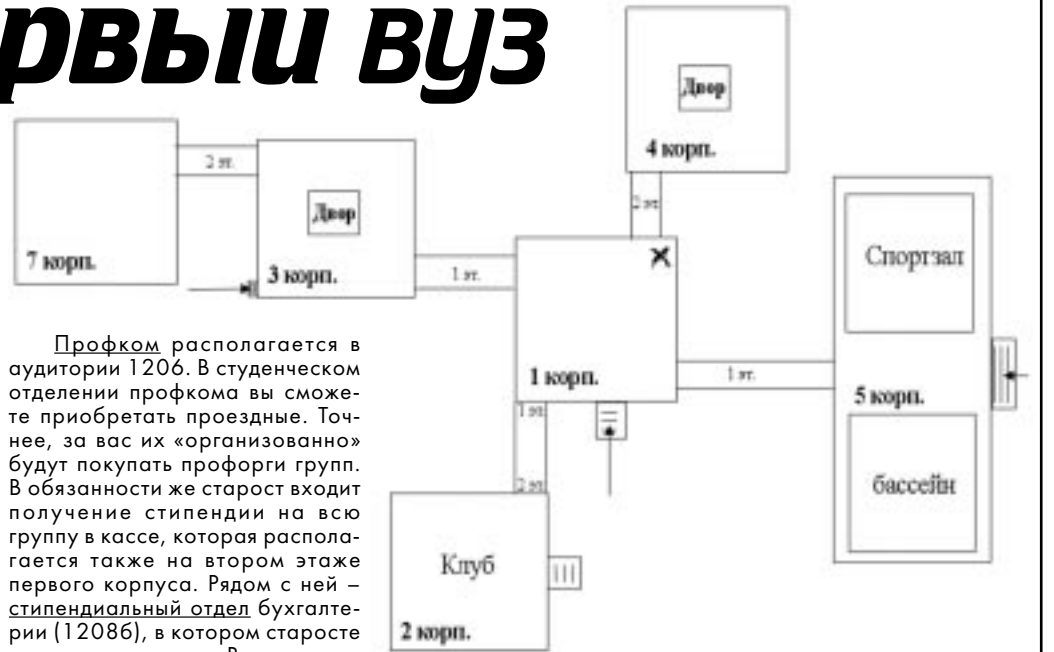 рвый вуз
Двор
4 корп.
2 эт.
2 эт.
Двор
7 корп.
3 корп.
1 эт.
Спортзал
1 корп.
1 эт.
5 корп.
бассейн
1 эт.
2 эт.
Клуб
2 корп.
Профком располагается в
аудитории 1206. В студенческом
отделении профкома вы сможе-
те приобретать проездные. Точ-
нее, за вас их «организованно»
будут покупать профорги групп.
В обязанности же старост входит
получение стипендии на всю
группу в кассе, которая распола-
гается также на втором этаже
первого корпуса. Рядом с ней –
стипендиальный отдел бухгалте-
рии (1208б), в котором старосте